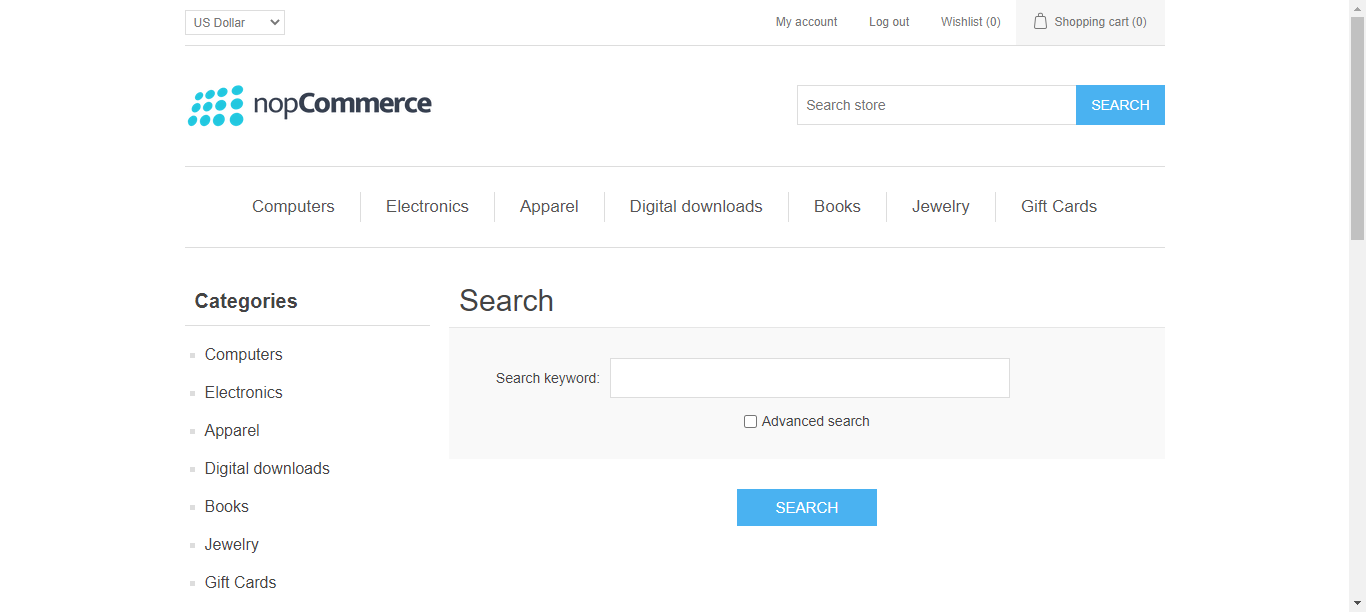 US Dollar My account Log out Wishlist (0) Shopping cart (0)
nopCommerce Search store SEARCH
Computers Electronics Apparel Digital downloads Books Jewelry Gift Cards
Categories
Computers
Electronics
Apparel
Digital downloads
Books
Jewelry
Gift Cards
Search
Search keyword:
Advanced search
SEARCH